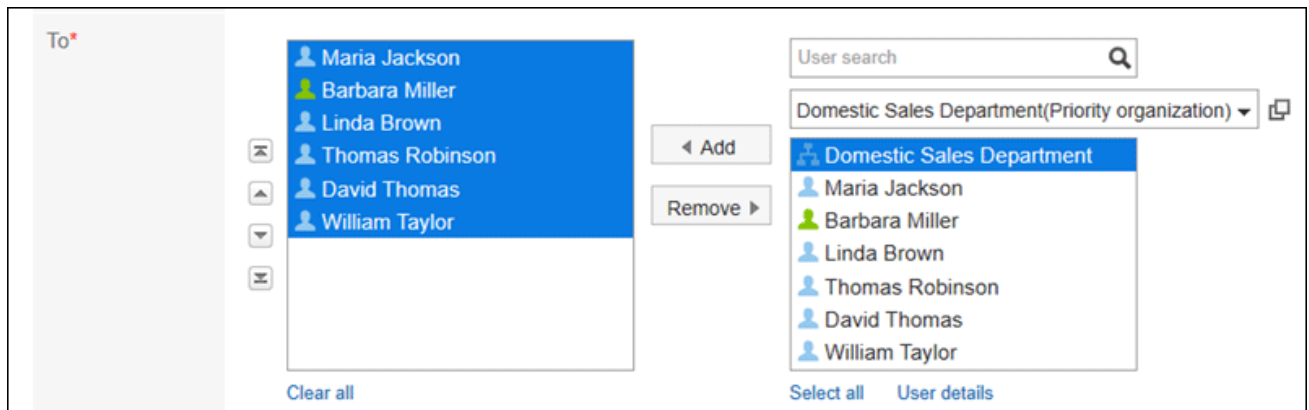 To*
Maria Jackson
Barbara Miller
Linda Brown
Thomas Robinson
David Thomas
William Taylor
Clear all
Add
Remove
User search
Domestic Sales Department(Priority organization)
Domestic Sales Department
Maria Jackson
Barbara Miller
Linda Brown
Thomas Robinson
David Thomas
William Taylor
Select all User details